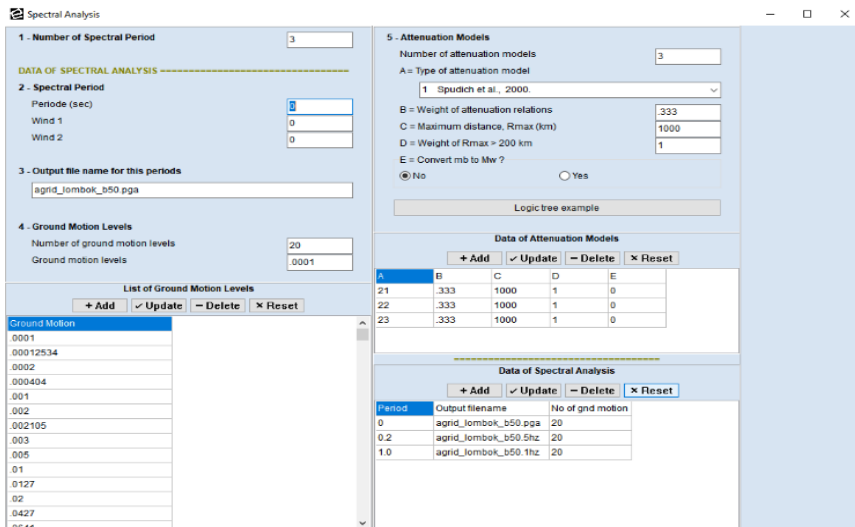 Spectral Analysis
1 - Number of Spectral Period 3
DATA OF SPECTRAL ANALYSIS ===================================
2 - Spectral Period
Periode (sec) 0
Wind 1 0
Wind 2 0
3 - Output file name for this periods
agrid_lombok_b50.pga
4 - Ground Motion Levels
Number of ground motion levels 20
Ground motion levels .0001
List of Ground Motion Levels
+ Add ✓ Update − Delete × Reset
Ground Motion
.0001
.00012534
.0002
.000404
.001
.002
.002105
.003
.005
.01
.0127
.02
.0427
5 - Attenuation Models
Number of attenuation models 3
A = Type of attenuation model
1 Spudich et al., 2000.
B = Weight of attenuation relations .333
C = Maximum distance, Rmax (km) 1000
D = Weight of Rmax > 200 km 1
E = Convert mb to Mw ?
No Yes
Logic tree example
Data of Attenuation Models
+ Add ✓ Update − Delete × Reset
A B C D E
21 .333 1000 1 0
22 .333 1000 1 0
23 .333 1000 1 0
===================================
Data of Spectral Analysis
+ Add ✓ Update − Delete × Reset
Period Output filename No of gnd motion
0 agrid_lombok_b50.pga 20
0.2 agrid_lombok_b50.5hz 20
1.0 agrid_lombok_b50.1hz 20